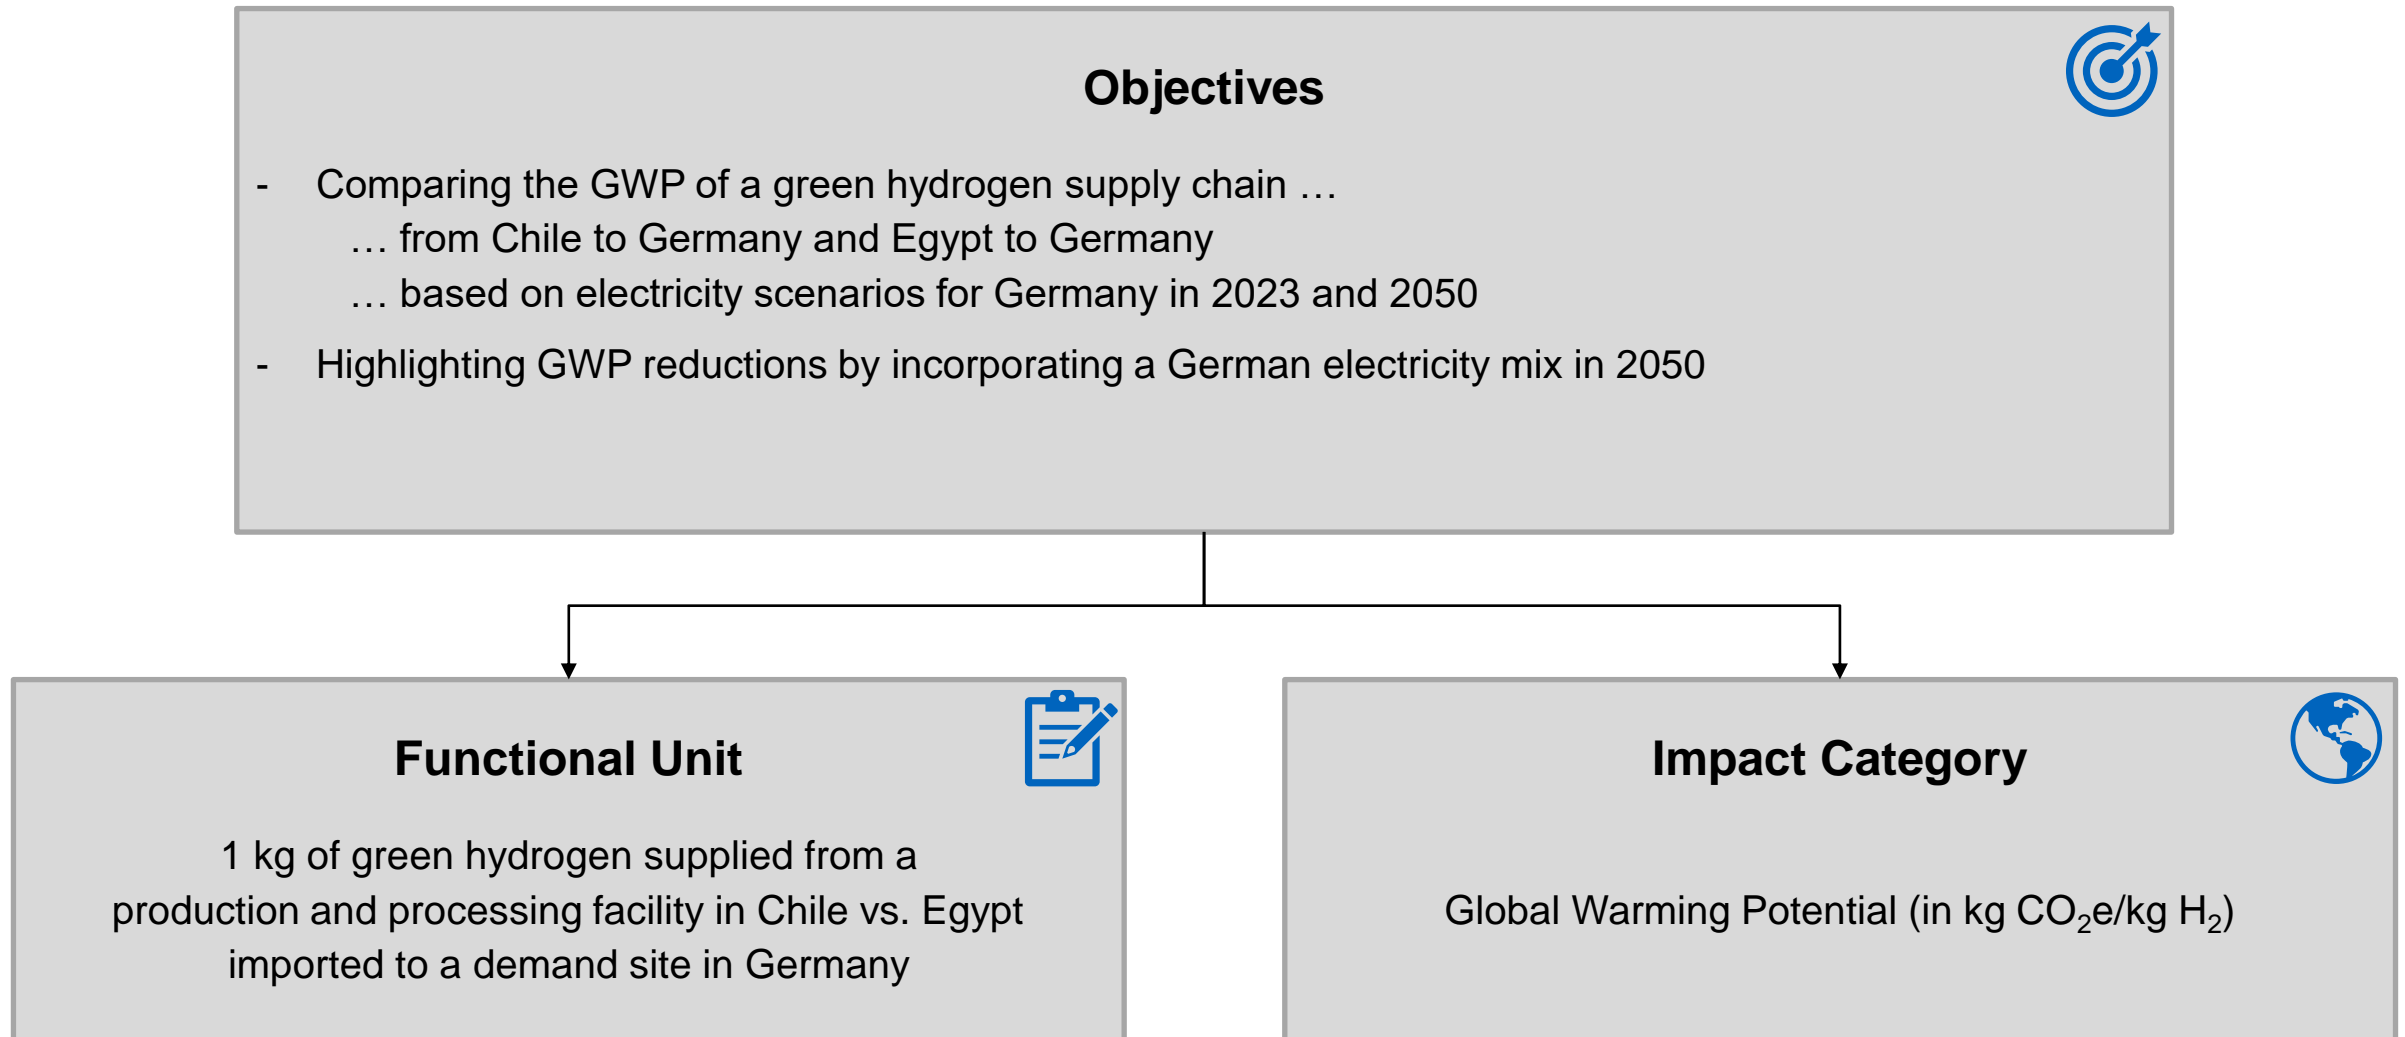 Objectives
- Comparing the GWP of a green hydrogen supply chain …
… from Chile to Germany and Egypt to Germany
… based on electricity scenarios for Germany in 2023 and 2050
- Highlighting GWP reductions by incorporating a German electricity mix in 2050
Functional Unit
1 kg of green hydrogen supplied from a
production and processing facility in Chile vs. Egypt
imported to a demand site in Germany
Impact Category
Global Warming Potential (in kg CO₂e/kg H₂)